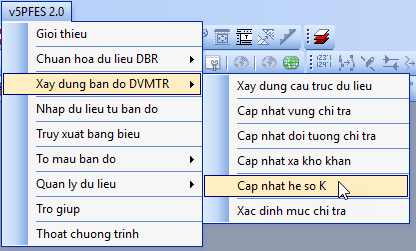 v5PFES 2.0
Gioi thieu
Chuan hoa du lieu DBR
Xay dung ban do DVMTR
Nhap du lieu tu ban do
Truy xuat bang bieu
To mau ban do
Quan ly du lieu
Tro giup
Thoat chuong trinh
Xay dung cau truc du lieu
Cap nhat vung chi tra
Cap nhat doi tuong chi tra
Cap nhat xa kho khan
Cap nhat he so K
Xac dinh muc chi tra